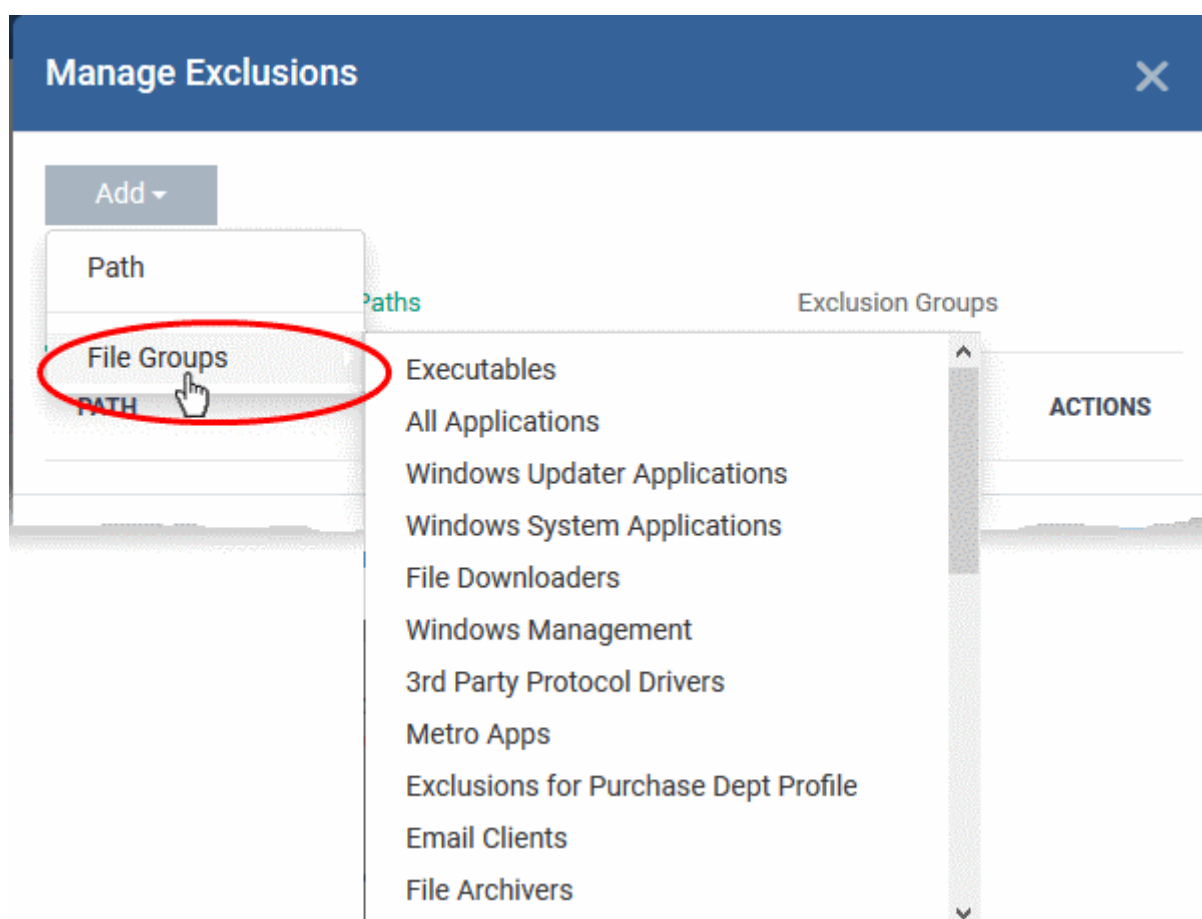 Manage Exclusions
Add
Path
Paths Exclusion Groups
File Groups
PATH ACTIONS
Executables
All Applications
Windows Updater Applications
Windows System Applications
File Downloaders
Windows Management
3rd Party Protocol Drivers
Metro Apps
Exclusions for Purchase Dept Profile
Email Clients
File Archivers